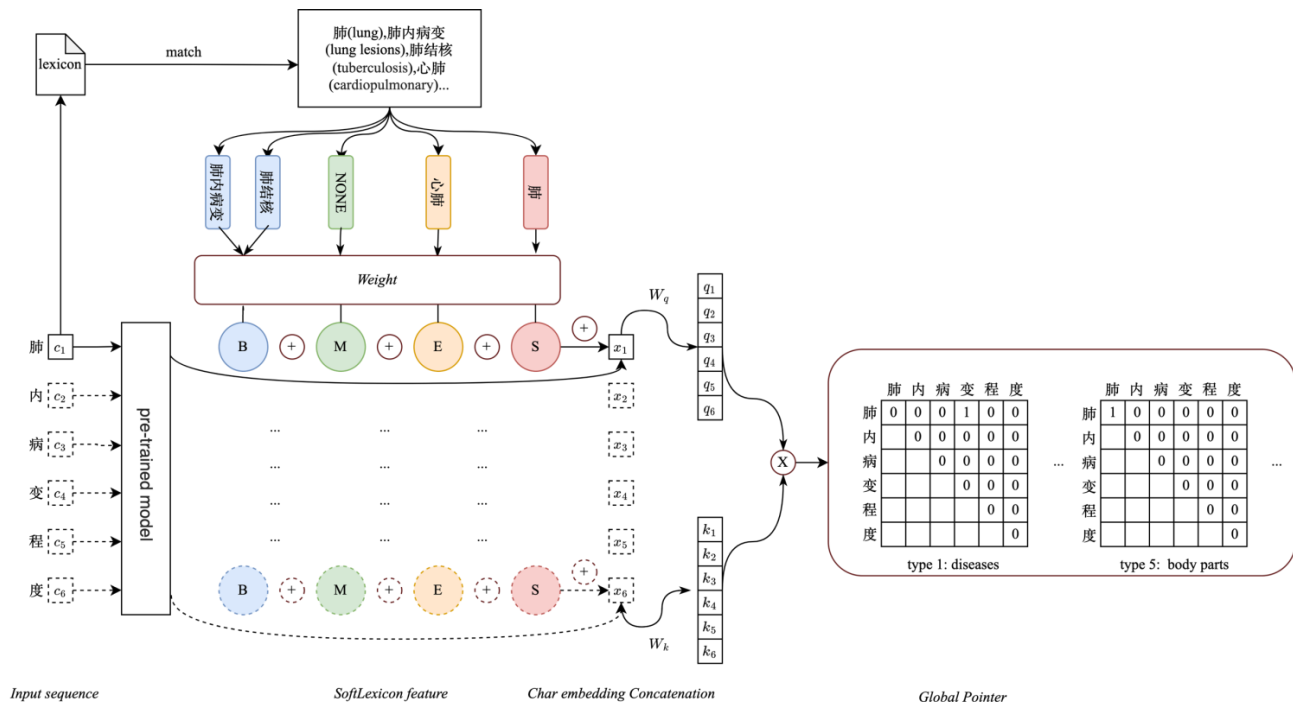 lexicon
match
肺(lung),肺内病变
(lung lesions),肺结核
(tuberculosis),心肺
(cardiopulmonary)...
肺内病变
肺结核
NONE
心肺
肺
Weight
肺 c1
B + M + E + S + x1
Wq
q1
q2
q3
q4
q5
q6
内 c2
病 c3
变 c4
程 c5
度 c6
pre-trained model
... ... ...
... ... ...
... ... ...
... ... ...
x2
x3
x4
x5
B + M + E + S + x6
Wk
k1
k2
k3
k4
k5
k6
X
肺 内 病 变 程 度
肺 0 0 0 1 0 0
内 0 0 0 0 0
病 0 0 0 0
变 0 0 0
程 0 0
度 0
type 1: diseases
...
肺 内 病 变 程 度
肺 1 0 0 0 0 0
内 0 0 0 0 0
病 0 0 0 0
变 0 0 0
程 0 0
度 0
type 5: body parts
...
Input sequence
SoftLexicon feature
Char embedding Concatenation
Global Pointer